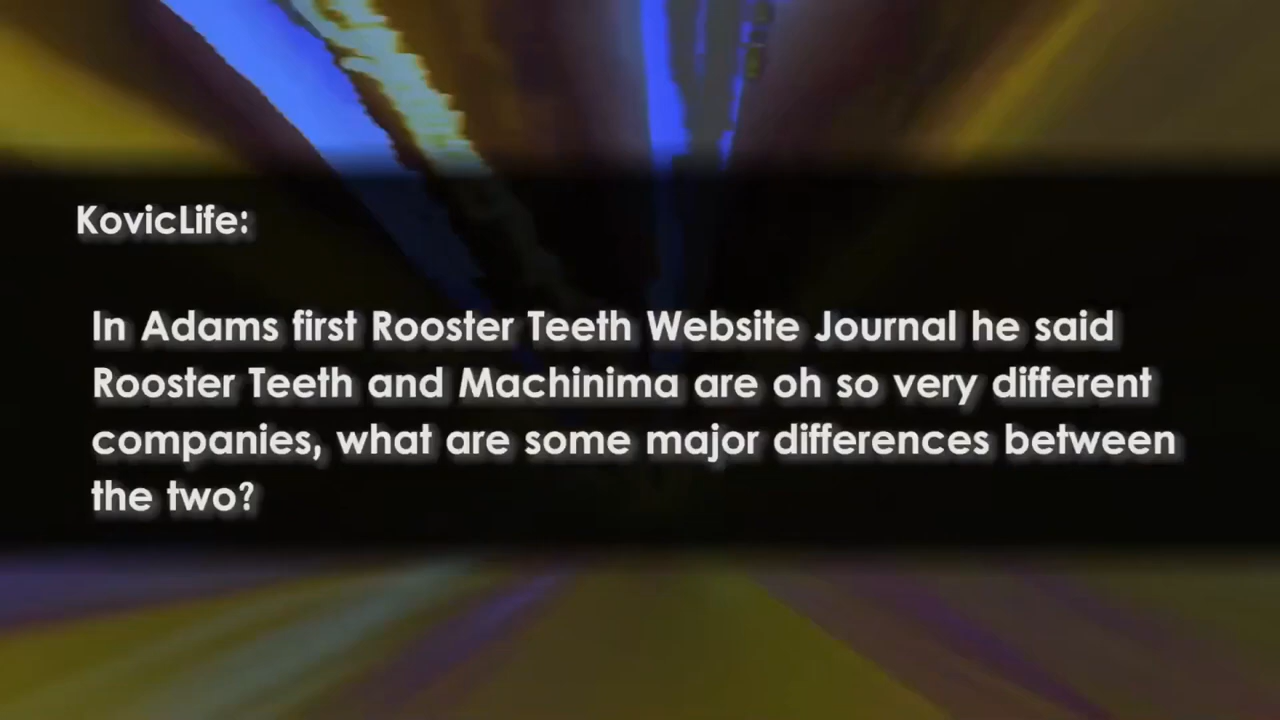 KovicLife:
In Adams first Rooster Teeth Website Journal he said
Rooster Teeth and Machinima are oh so very different
companies, what are some major differences between
the two?